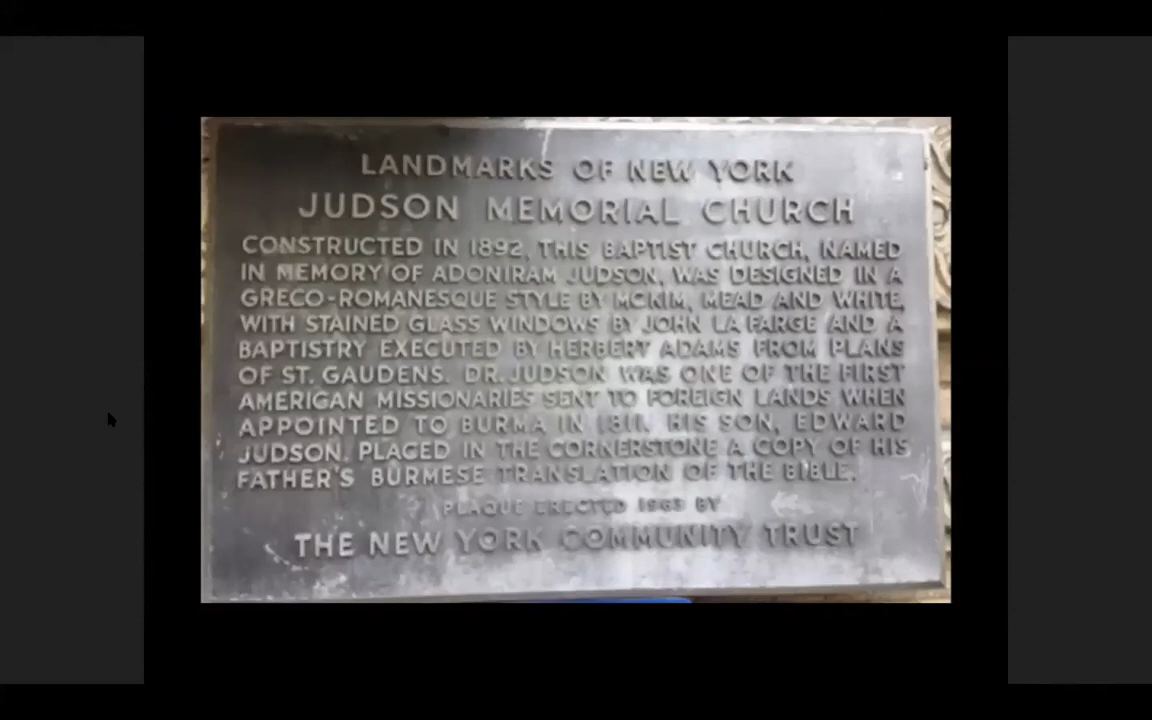 LANDMARKS OF NEW YORK
JUDSON MEMORIAL CHURCH
CONSTRUCTED IN 1892, THIS BAPTIST CHURCH, NAMED
IN MEMORY OF ADONIRAM JUDSON, WAS DESIGNED IN A
GRECO-ROMANESQUE STYLE BY MCKIM, MEAD AND WHITE,
WITH STAINED GLASS WINDOWS BY JOHN LA FARGE AND A
BAPTISTRY EXECUTED BY HERBERT ADAMS FROM PLANS
OF ST. GAUDENS. DR. JUDSON WAS ONE OF THE FIRST
AMERICAN MISSIONARIES SENT TO FOREIGN LANDS WHEN
APPOINTED TO BURMA IN 1811. HIS SON, EDWARD
JUDSON, PLACED IN THE CORNERSTONE A COPY OF HIS
FATHER'S BURMESE TRANSLATION OF THE BIBLE.
PLAQUE ERECTED 1963 BY
THE NEW YORK COMMUNITY TRUST